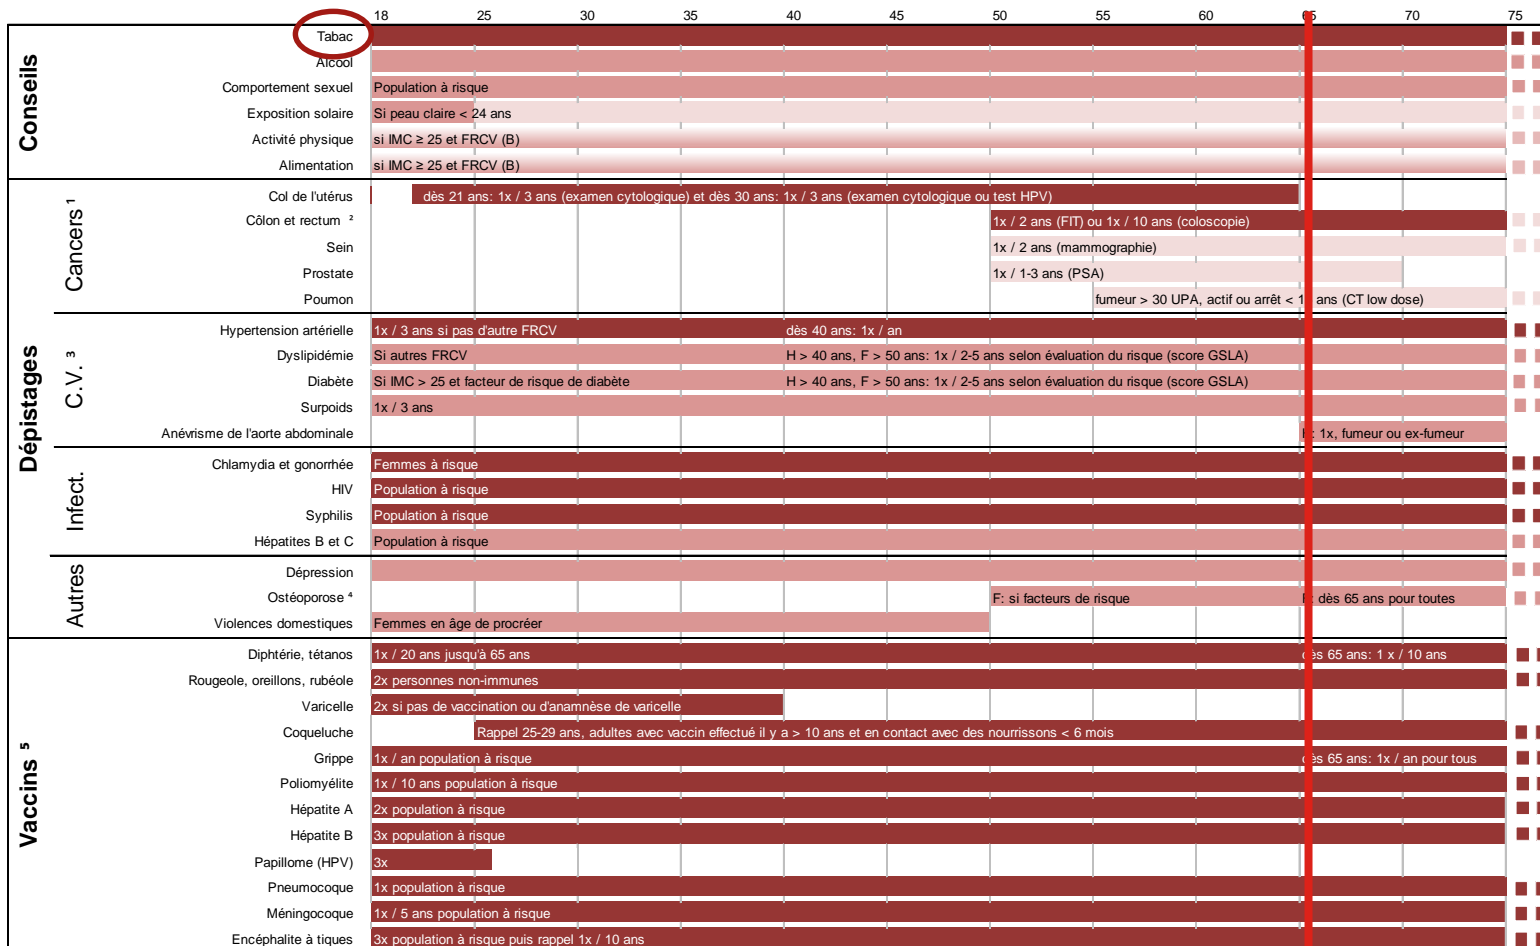 18 25 30 35 40 45 50 55 60 65 70 75
Conseils
Tabac
Alcool
Comportement sexuel Population à risque
Exposition solaire Si peau claire < 24 ans
Activité physique si IMC ≥ 25 et FRCV (B)
Alimentation si IMC ≥ 25 et FRCV (B)
Dépistages
Cancers ¹
Col de l'utérus dès 21 ans: 1x / 3 ans (examen cytologique) et dès 30 ans: 1x / 3 ans (examen cytologique ou test HPV)
Côlon et rectum ² 1x / 2 ans (FIT) ou 1x / 10 ans (coloscopie)
Sein 1x / 2 ans (mammographie)
Prostate 1x / 1-3 ans (PSA)
Poumon fumeur > 30 UPA, actif ou arrêt < ans (CT low dose)
C.V. ³
Hypertension artérielle 1x / 3 ans si pas d'autre FRCV dès 40 ans: 1x / an
Dyslipidémie Si autres FRCV H > 40 ans, F > 50 ans: 1x / 2-5 ans selon évaluation du risque (score GSLA)
Diabète Si IMC > 25 et facteur de risque de diabète H > 40 ans, F > 50 ans: 1x / 2-5 ans selon évaluation du risque (score GSLA)
Surpoids 1x / 3 ans
Anévrisme de l'aorte abdominale H: 1x, fumeur ou ex-fumeur
Infect.
Chlamydia et gonorrhée Femmes à risque
HIV Population à risque
Syphilis Population à risque
Hépatites B et C Population à risque
Autres
Dépression
Ostéoporose ⁴ F: si facteurs de risque F: dès 65 ans pour toutes
Violences domestiques Femmes en âge de procréer
Vaccins ⁵
Diphtérie, tétanos 1x / 20 ans jusqu'à 65 ans dès 65 ans: 1 x / 10 ans
Rougeole, oreillons, rubéole 2x personnes non-immunes
Varicelle 2x si pas de vaccination ou d'anamnèse de varicelle
Coqueluche Rappel 25-29 ans, adultes avec vaccin effectué il y a > 10 ans et en contact avec des nourrissons < 6 mois
Grippe 1x / an population à risque dès 65 ans: 1x / an pour tous
Poliomyélite 1x / 10 ans population à risque
Hépatite A 2x population à risque
Hépatite B 3x population à risque
Papillome (HPV) 3x
Pneumocoque 1x population à risque
Méningocoque 1x / 5 ans population à risque
Encéphalite à tiques 3x population à risque puis rappel 1x / 10 ans